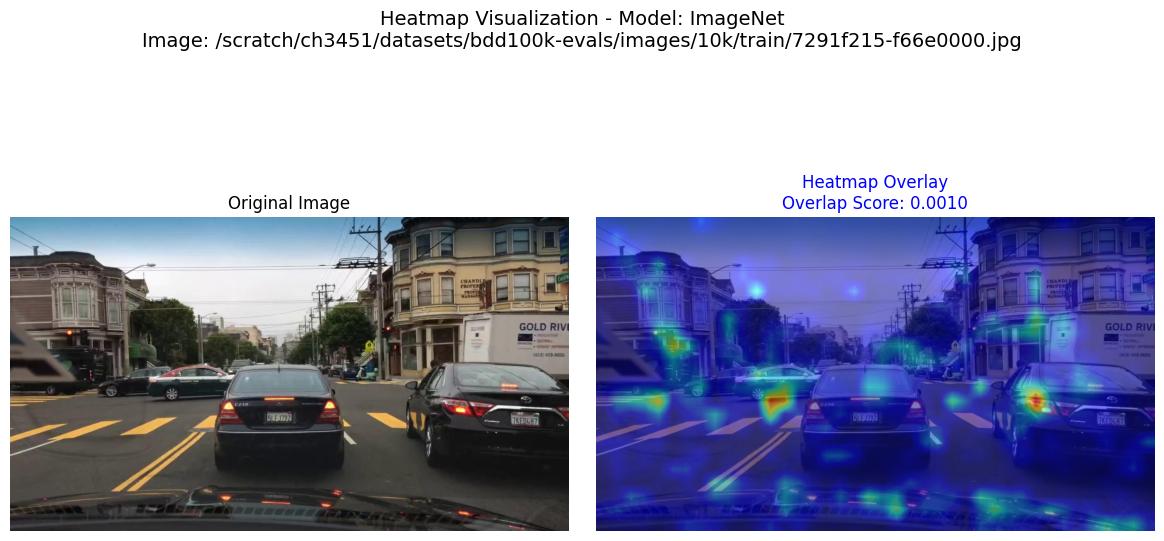 Heatmap Visualization - Model: ImageNet
Image: /scratch/ch3451/datasets/bdd100k-evals/images/10k/train/7291f215-f66e0000.jpg
Original Image
Heatmap Overlay
Overlap Score: 0.0010
GOLD RIV
GOLD RIV